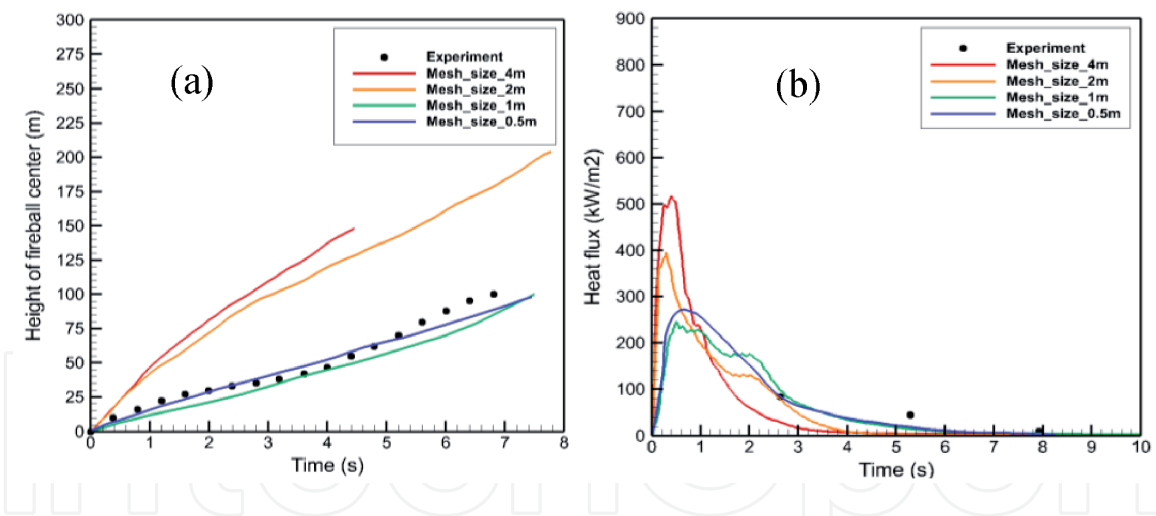 (a)
Experiment
Mesh_size_4m
Mesh_size_2m
Mesh_size_1m
Mesh_size_0.5m
Height of fireball center (m)
300
275
250
225
200
175
150
125
100
75
50
25
0
0 1 2 3 4 5 6 7 8
Time (s)
(b)
Experiment
Mesh_size_4m
Mesh_size_2m
Mesh_size_1m
Mesh_size_0.5m
Heat flux (kW/m2)
900
800
700
600
500
400
300
200
100
0
0 1 2 3 4 5 6 7 8 9 10
Time (s)